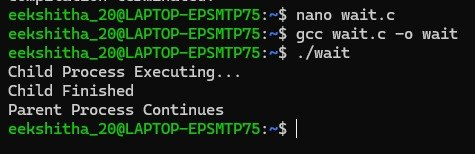 eekshitha_20@LAPTOP-EPSMTP75:~$ nano wait.c
eekshitha_20@LAPTOP-EPSMTP75:~$ gcc wait.c -o wait
eekshitha_20@LAPTOP-EPSMTP75:~$ ./wait
Child Process Executing...
Child Finished
Parent Process Continues
eekshitha_20@LAPTOP-EPSMTP75:~$